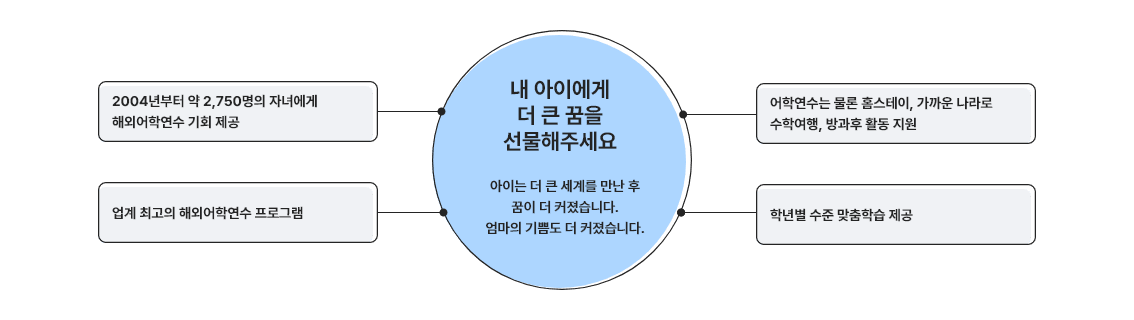 2004년부터 약 2,750명의 자녀에게
해외어학연수 기회 제공
업계 최고의 해외어학연수 프로그램
내 아이에게
더 큰 꿈을
선물해주세요
아이는 더 큰 세계를 만난 후
꿈이 더 커졌습니다.
엄마의 기쁨도 더 커졌습니다.
어학연수는 물론 홈스테이, 가까운 나라로
수학여행, 방과후 활동 지원
학년별 수준 맞춤학습 제공